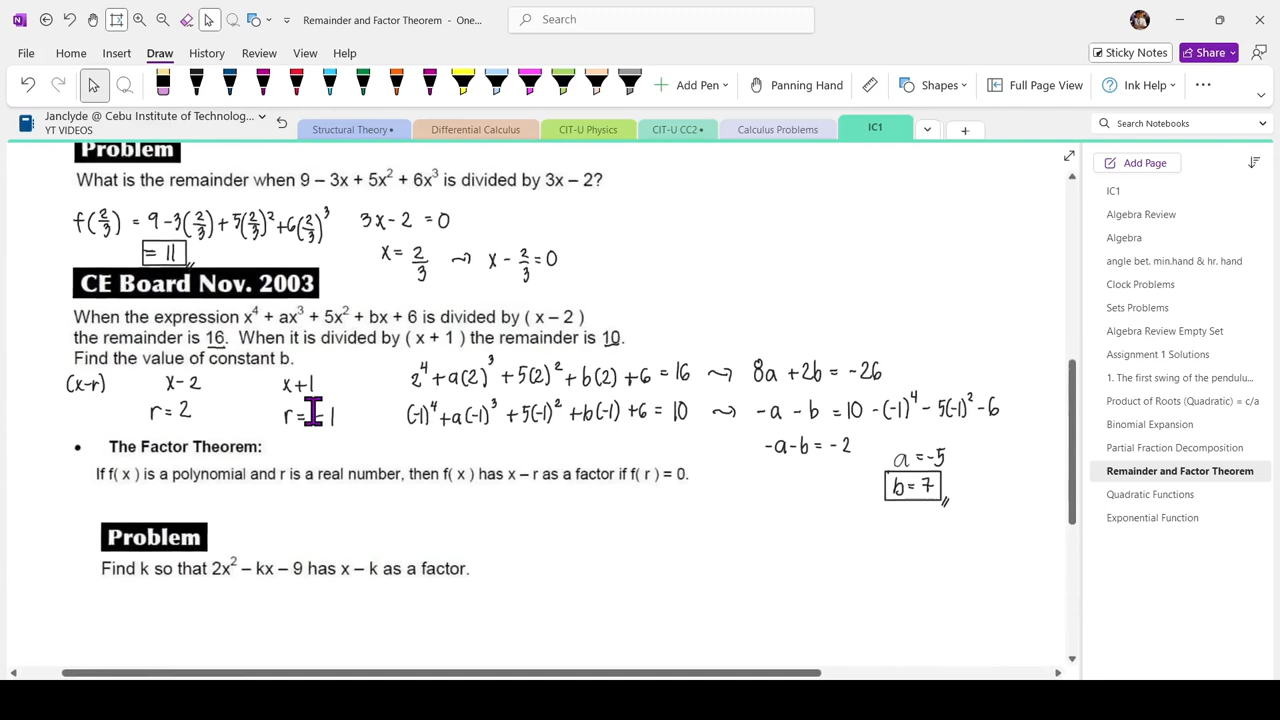 Remainder and Factor Theorem - One...
Search
File Home Insert Draw History Review View Help
Sticky Notes
Share
Add Pen
Panning Hand
Shapes
Full Page View
Ink Help
Janclyde @ Cebu Institute of Technolog...
YT VIDEOS
Structural Theory
Differential Calculus
CIT-U Physics
CIT-U CC2
Calculus Problems
IC1
Search Notebooks
Add Page
Problem
What is the remainder when 9 – 3x + 5x² + 6x³ is divided by 3x – 2?
f(2/3) = 9 - 3(2/3) + 5(2/3)² + 6(2/3)³
= 11
3x - 2 = 0
x = 2/3 ⤳ x - 2/3 = 0
CE Board Nov. 2003
When the expression x⁴ + ax³ + 5x² + bx + 6 is divided by ( x – 2 )
the remainder is 16. When it is divided by ( x + 1 ) the remainder is 10.
Find the value of constant b.
(x-r) x-2 x+1
r = 2 r = -1
2⁴ + a(2)³ + 5(2)² + b(2) + 6 = 16 ⤳ 8a + 2b = -26
(-1)⁴ + a(-1)³ + 5(-1)² + b(-1) + 6 = 10 ⤳ -a - b = 10 - (-1)⁴ - 5(-1)² - 6
-a - b = -2
a = -5
b = 7
• The Factor Theorem:
If f( x ) is a polynomial and r is a real number, then f( x ) has x – r as a factor if f( r ) = 0.
Problem
Find k so that 2x² – kx – 9 has x – k as a factor.
IC1
Algebra Review
Algebra
angle bet. min.hand & hr. hand
Clock Problems
Sets Problems
Algebra Review Empty Set
Assignment 1 Solutions
1. The first swing of the pendulu...
Product of Roots (Quadratic) = c/a
Binomial Expansion
Partial Fraction Decomposition
Remainder and Factor Theorem
Quadratic Functions
Exponential Function